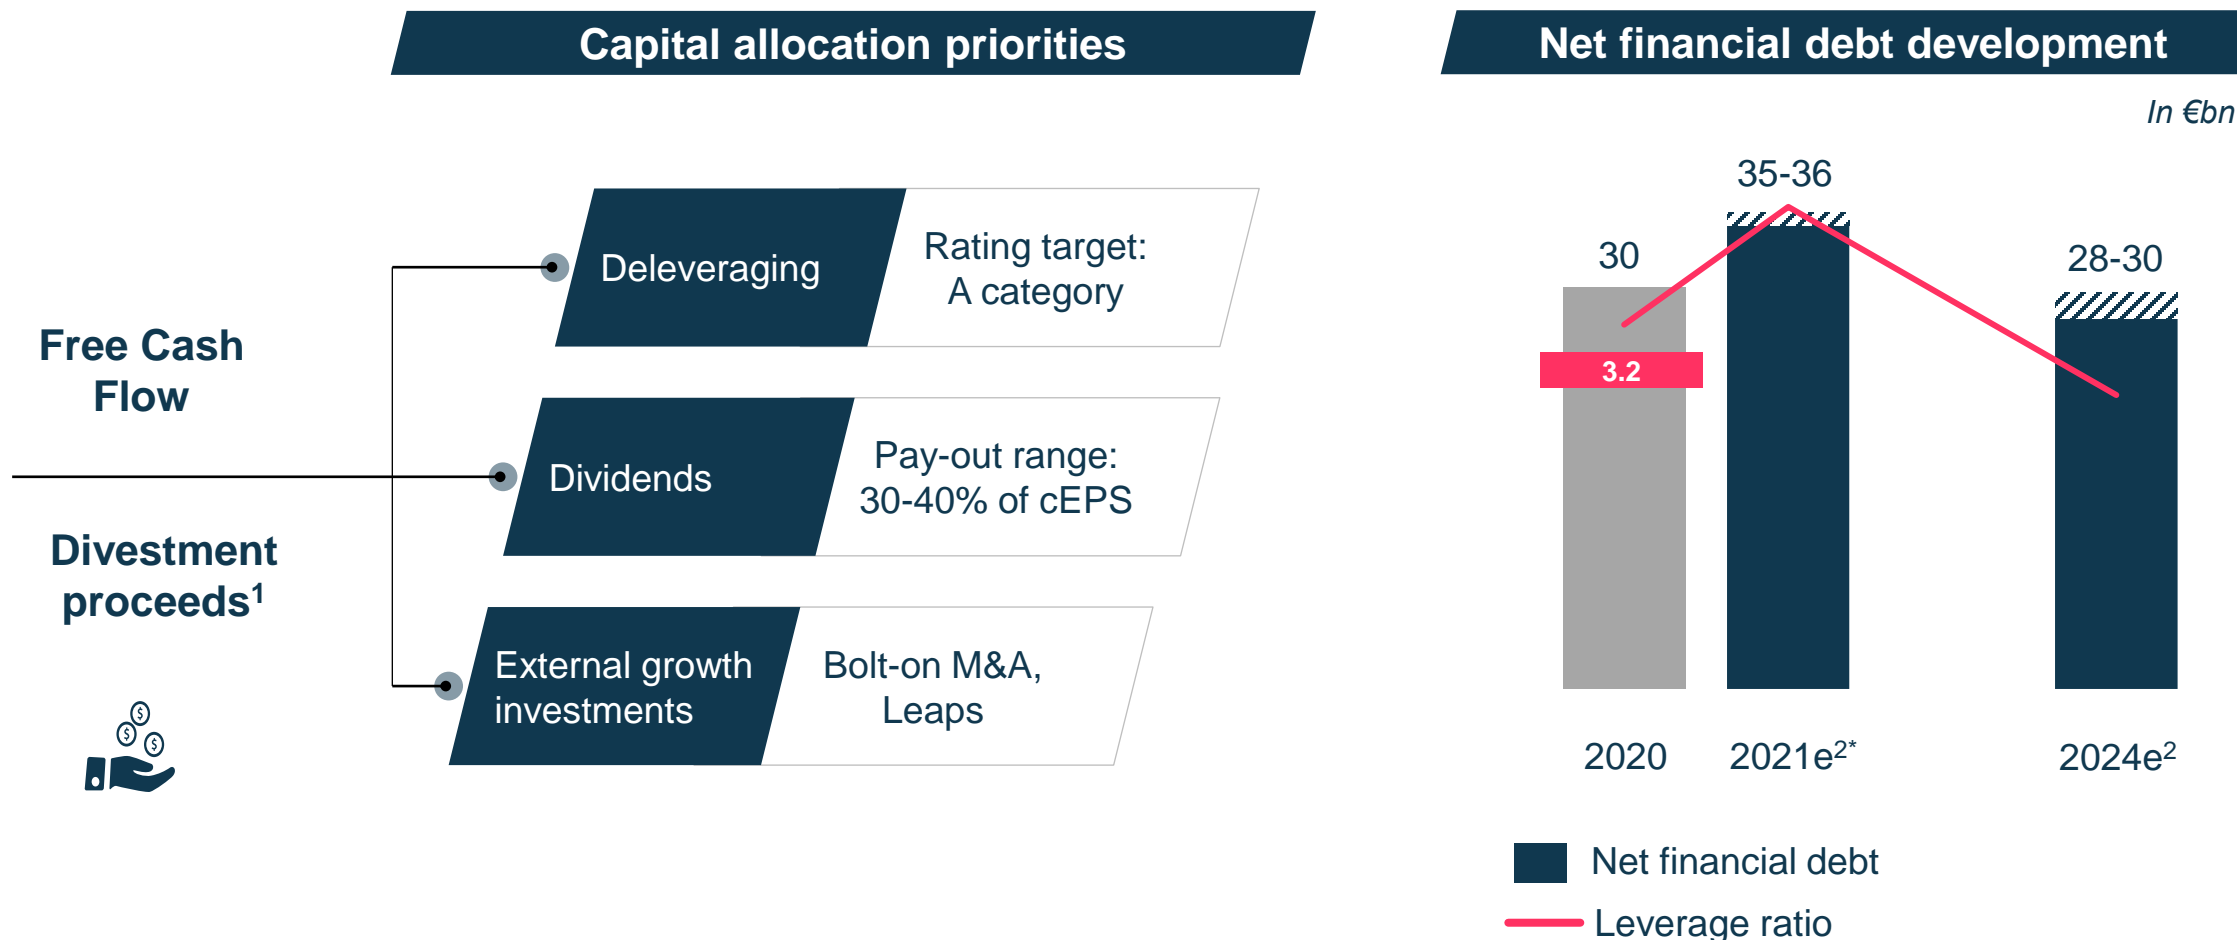 Capital allocation priorities
Free Cash
Flow
Divestment
proceeds¹
Deleveraging
Rating target:
A category
Dividends
Pay-out range:
30-40% of cEPS
External growth
investments
Bolt-on M&A,
Leaps
Net financial debt development
In €bn
30
35-36
28-30
3.2
2020
2021e²*
2024e²
Net financial debt
Leverage ratio